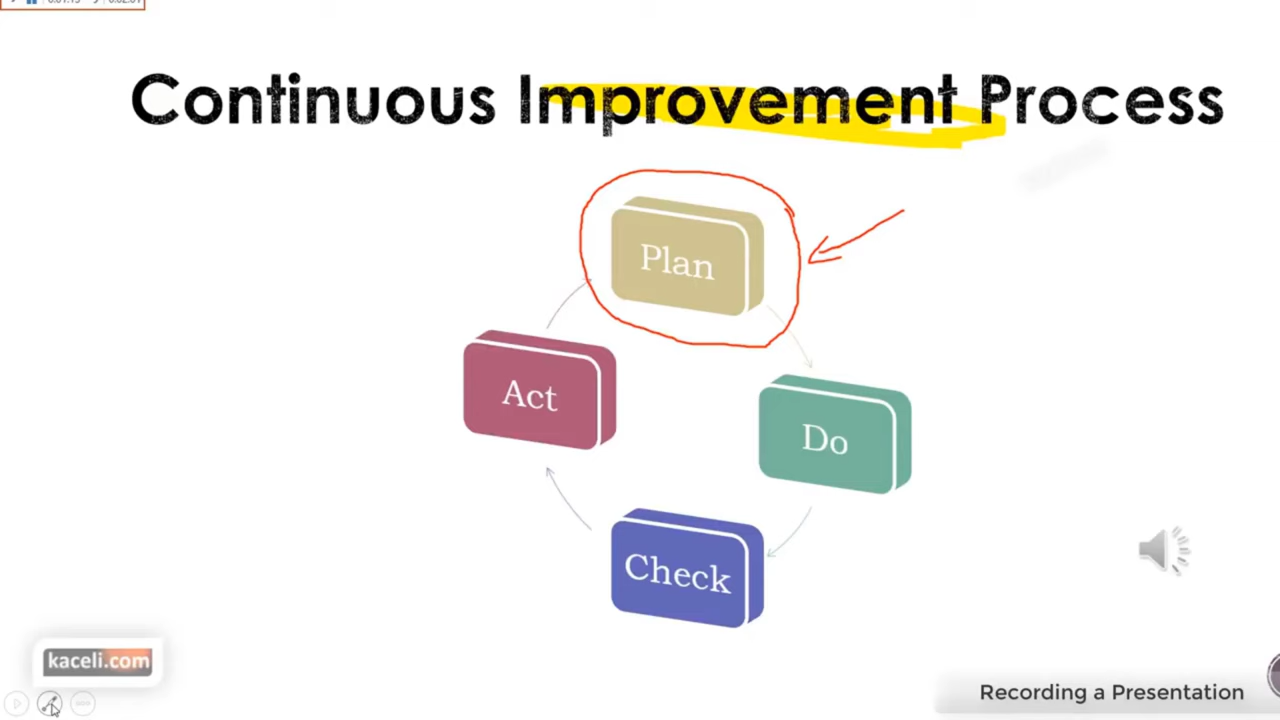 Continuous Improvement Process
Plan
Act
Do
Check
kaceli.com
Recording a Presentation